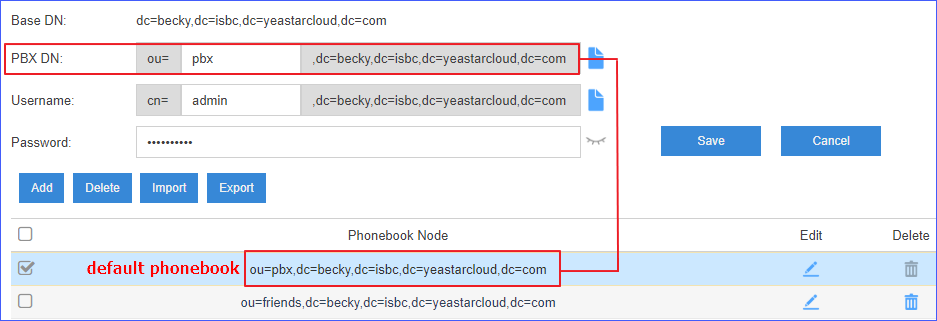 Base DN: dc=becky,dc=isbc,dc=yeastarcloud,dc=com
PBX DN: ou= pbx ,dc=becky,dc=isbc,dc=yeastarcloud,dc=com
Username: cn= admin ,dc=becky,dc=isbc,dc=yeastarcloud,dc=com
Password: ••••••••••
Save Cancel
Add Delete Import Export
Phonebook Node Edit Delete
default phonebook ou=pbx,dc=becky,dc=isbc,dc=yeastarcloud,dc=com
ou=friends,dc=becky,dc=isbc,dc=yeastarcloud,dc=com